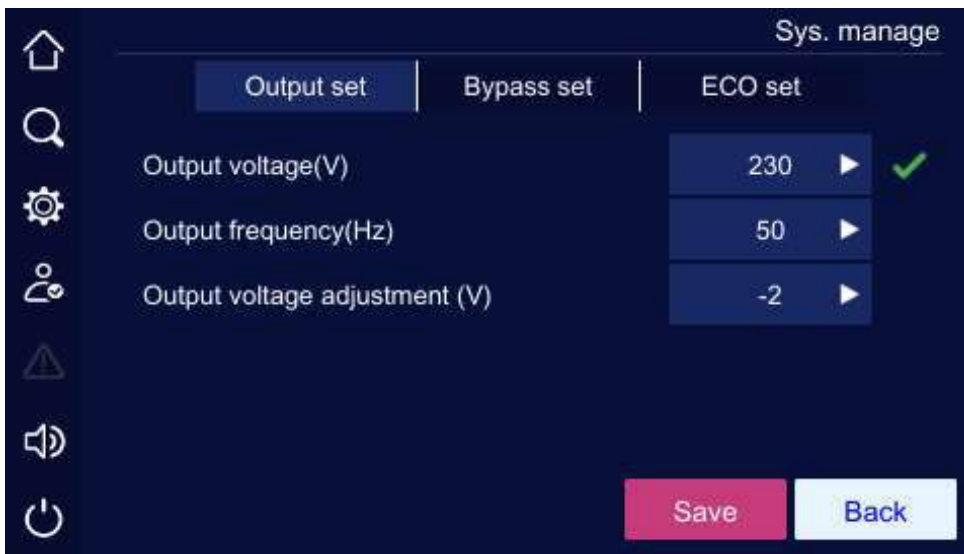 Sys. manage
Output set Bypass set ECO set
Output voltage(V) 230
Output frequency(Hz) 50
Output voltage adjustment (V) -2
Save Back